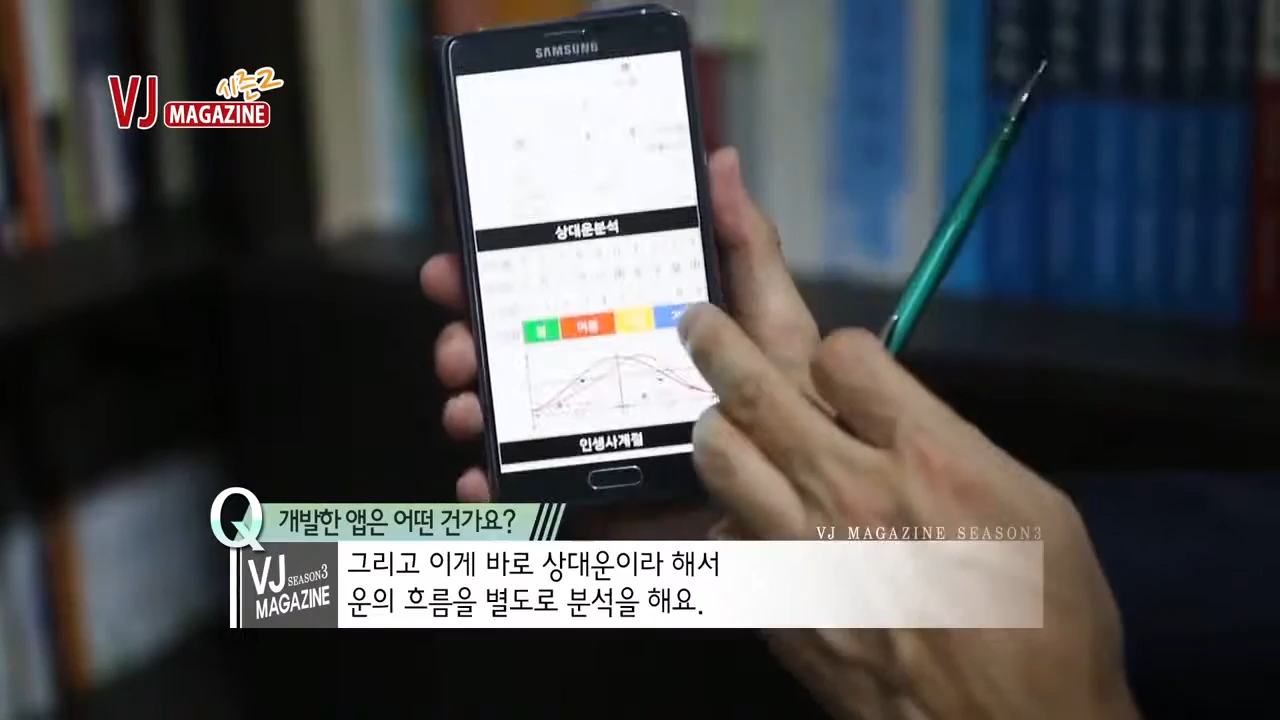 VJ 시즌2
MAGAZINE
SAMSUNG
상대운분석
여름
인생사계절
Q 개발한 앱은 어떤 건가요?
VJ MAGAZINE SEASON3
VJ SEASON3
MAGAZINE
그리고 이게 바로 상대운이라 해서
운의 흐름을 별도로 분석을 해요.